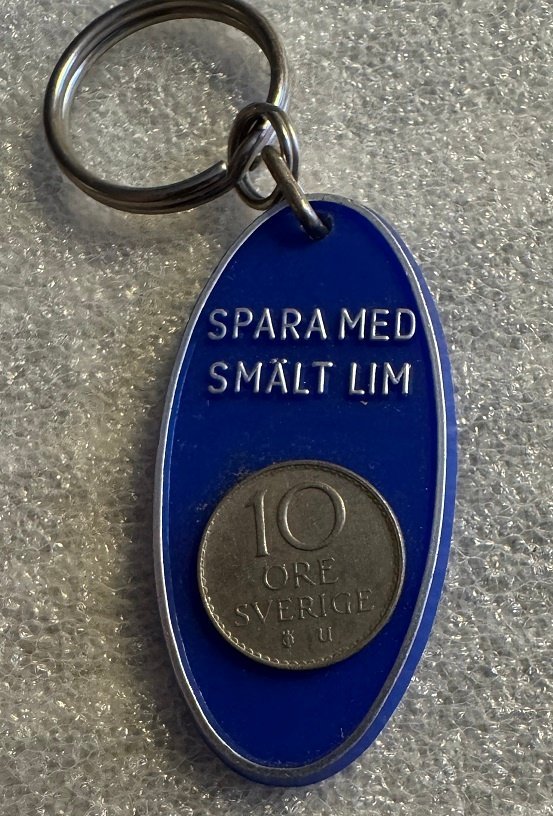 SPARA MED
SMÄLT LIM
10
ÖRE
SVERIGE
U